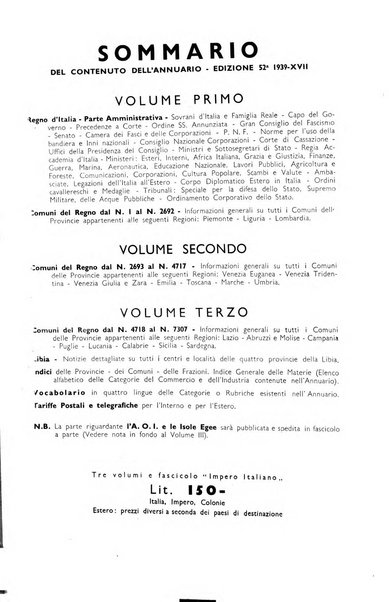 SOMMARIO
DEL CONTENUTO DELL'ANNUARIO - EDIZIONE 52ª 1939-XVII
VOLUME PRIMO
Regno d'Italia - Parte Amministrativa - Sovrani d'Italia e Famiglia Reale - Capo del Go-
verno - Precedenze a Corte - Ordine SS. Annunziata - Gran Consiglio del Fascismo
- Senato - Camera dei Fasci e delle Corporazioni - P. N. F. - Norme per l'uso della
bandiera e Inni nazionali - Consiglio Nazionale Corporazioni - Corte di Cassazione -
Uffici della Presidenza del Consiglio - Ministri e Sottosegretari di Stato - Regia Ac-
cademia d'Italia - Ministeri: Esteri, Interni, Africa Italiana, Grazia e Giustizia, Finanze,
Guerra, Marina, Aeronautica, Educazione Nazionale, Lavori Pubblici, Agricoltura e
Foreste, Comunicazioni, Corporazioni, Cultura Popolare, Scambi e Valute - Ambа-
sciate, Legazioni dell'Italia all'Estero - Corpo Diplomatico Estero in Italia - Ordini
cavallereschi e Medaglie - Tribunali: Speciale per la difesa dello Stato, Supremo
Militare, delle Acque Pubbliche - Ordinamento Corporativo dello Stato.
Comuni del Regno dal N. 1 al N. 2692 - Informazioni generali su tutti i Comuni delle
Provincie appartenenti alle seguenti Regioni: Piemonte - Liguria - Lombardia.
VOLUME SECONDO
Comuni del Regno dal N. 2693 al N. 4717 - Informazioni generali su tutti i Comuni
delle Provincie appartenenti alle seguenti Regioni: Venezia Euganea - Venezia Triden-
tina - Venezia Giulia e Zara - Emilia - Toscana - Marche - Umbria.
VOLUME TERZO
Comuni del Regno dal N. 4718 al N. 7307 - Informazioni generali su tutti i Comuni
delle Provincie appartenenti alle seguenti Regioni: Lazio - Abruzzi e Molise - Campania
- Puglie - Lucania - Calabrie - Sicilia - Sardegna.
Libia - Notizie dettagliate su tutti i centri e località delle quattro provincie della Libia.
Indici delle Provincie - dei Comuni - delle Frazioni. Indice Generale delle Materie (Elenco
alfabetico delle Categorie del Commercio e dell'Industria contenute nell'Annuario).
Vocabolario in quattro lingue delle Categorie o Rubriche esistenti nell'Annuario.
Tariffe Postali e telegrafiche per l'Interno e per l'Estero.
N.B. La parte riguardante l'A. O. I. e le Isole Egee sarà pubblicata e spedita in fascicolo
a parte (Vedere nota in fondo al Volume III).
Tre volumi e fascicolo "Impero Italiano„
Lit. 150-
Italia, Impero, Colonie
Estero: prezzi diversi a seconda dei paesi di destinazione